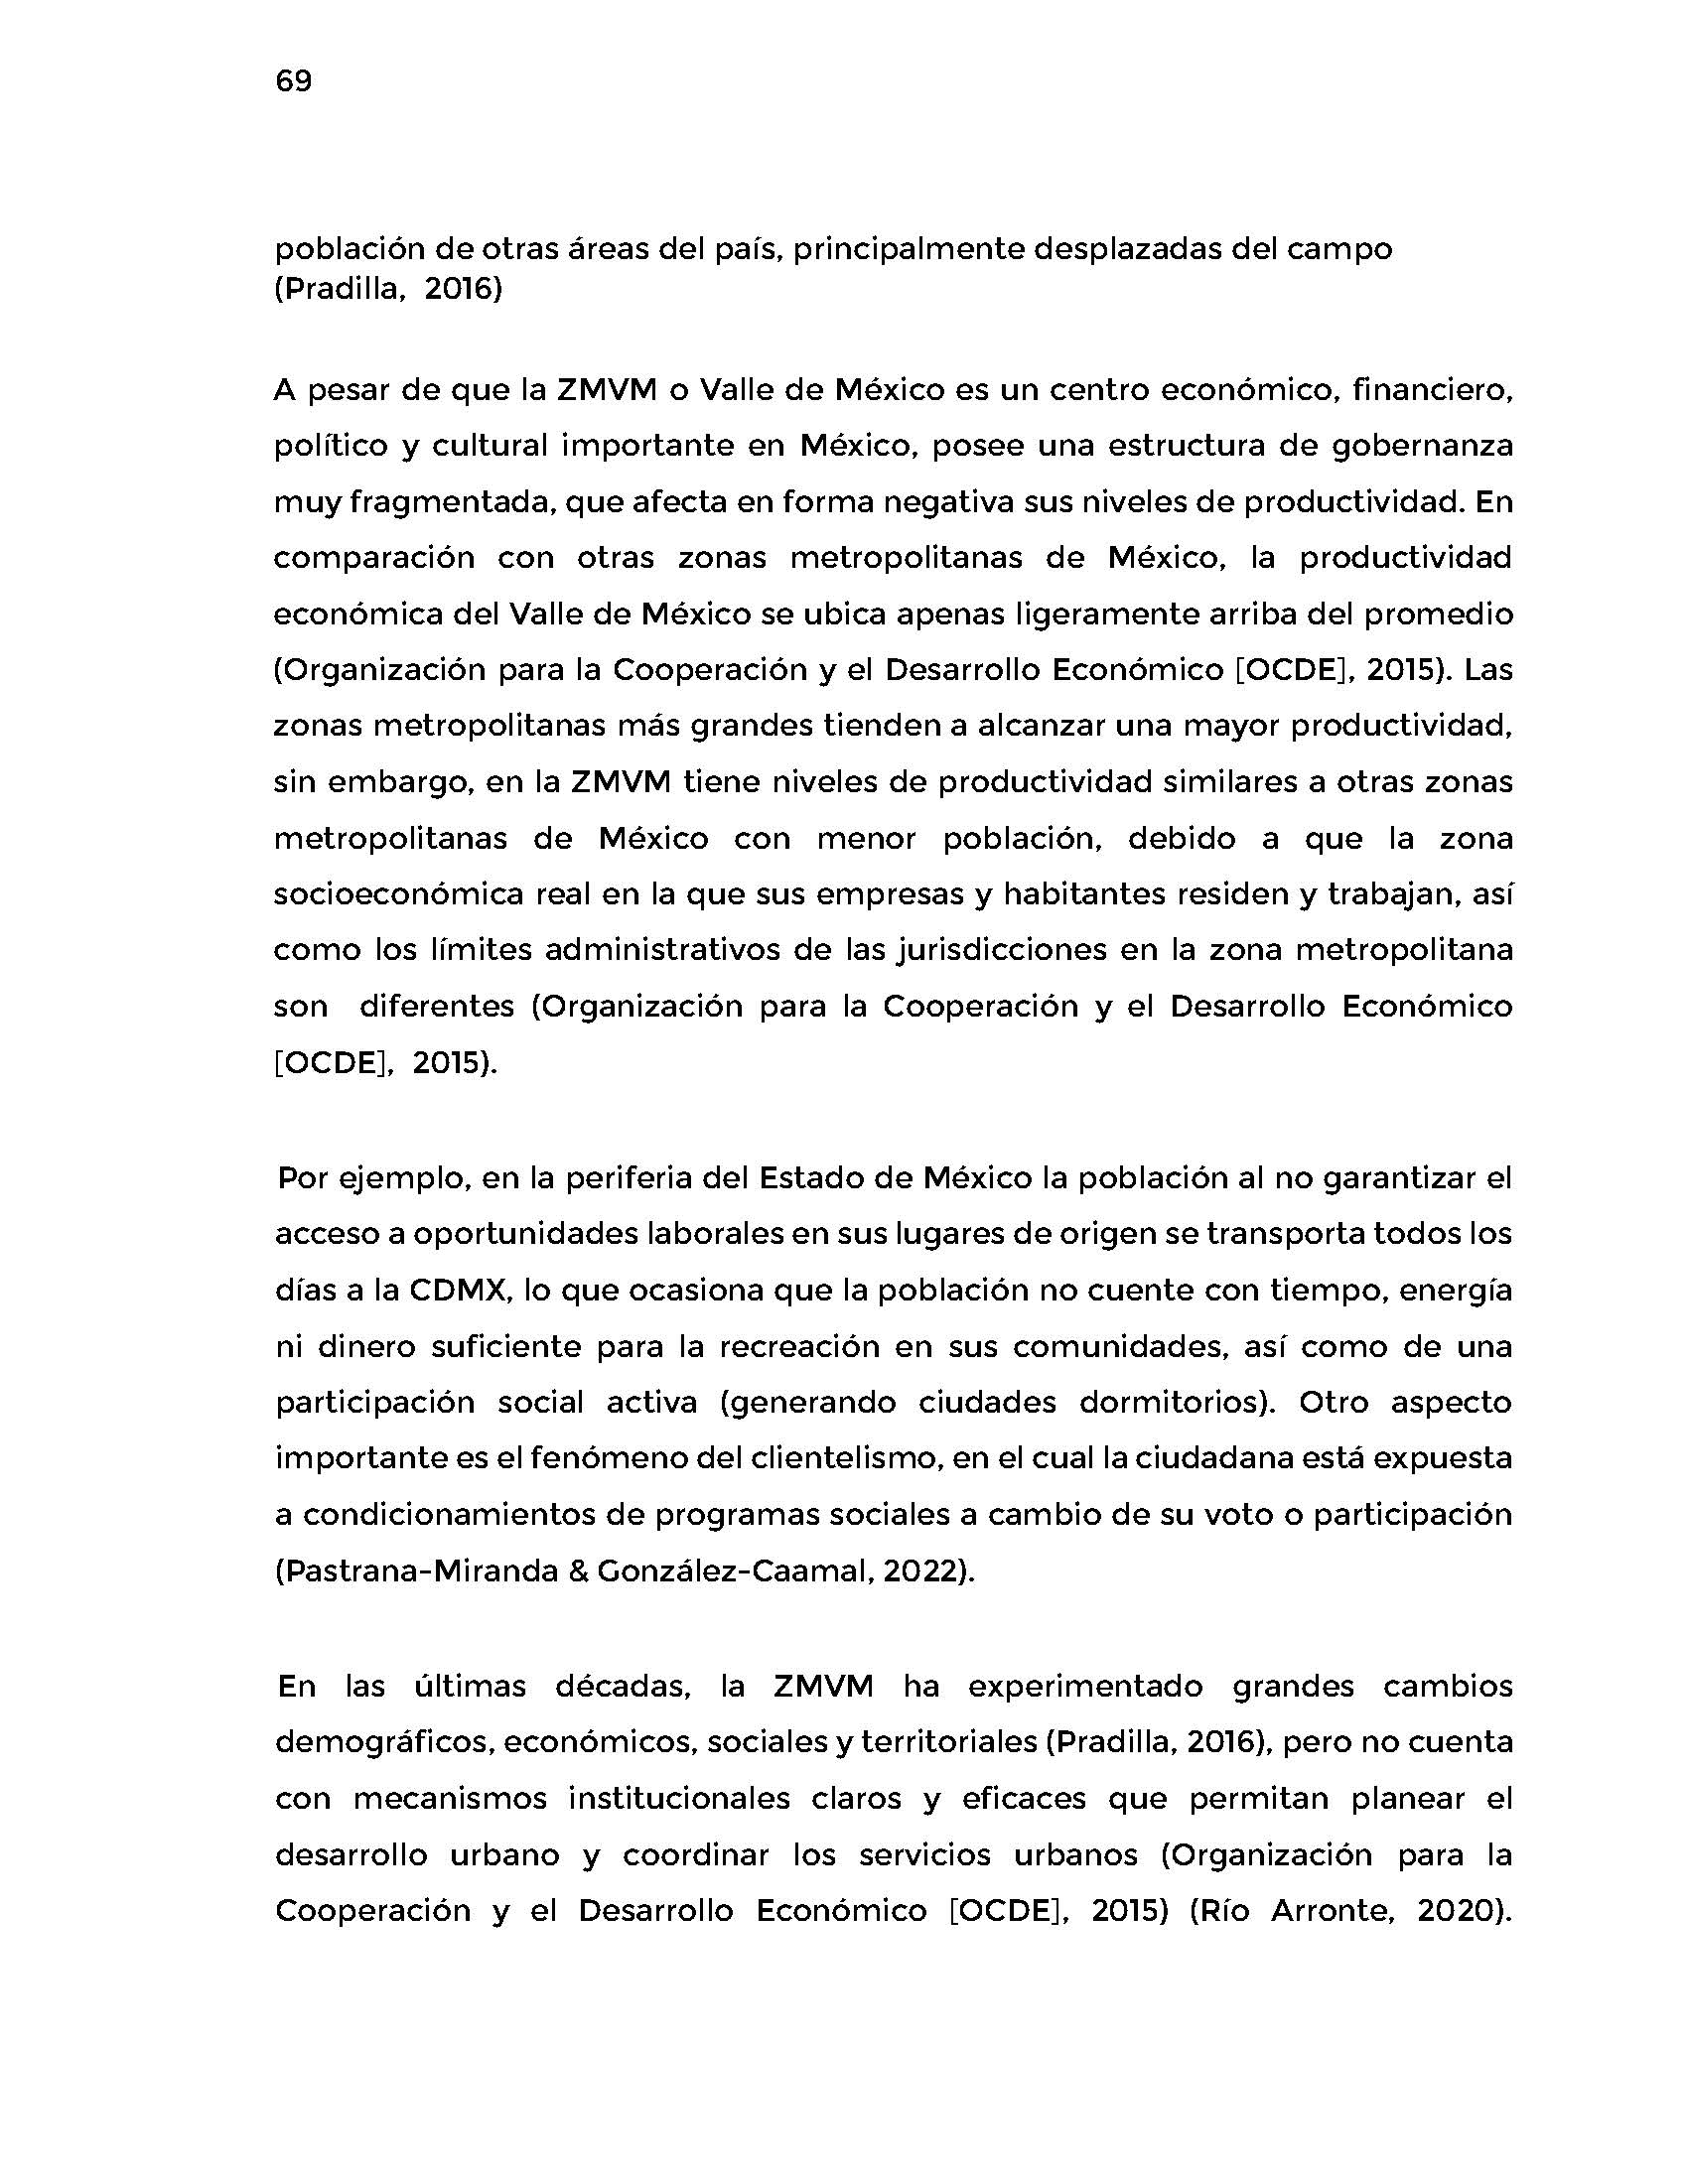 69
población de otras áreas del país, principalmente desplazadas del campo
(Pradilla, 2016)
A pesar de que la ZMVM o Valle de México es un centro económico, financiero,
político y cultural importante en México, posee una estructura de gobernanza
muy fragmentada, que afecta en forma negativa sus niveles de productividad. En
comparación con otras zonas metropolitanas de México, la productividad
económica del Valle de México se ubica apenas ligeramente arriba del promedio
(Organización para la Cooperación y el Desarrollo Económico [OCDE], 2015). Las
zonas metropolitanas más grandes tienden a alcanzar una mayor productividad,
sin embargo, en la ZMVM tiene niveles de productividad similares a otras zonas
metropolitanas de México con menor población, debido a que la zona
socioeconómica real en la que sus empresas y habitantes residen y trabajan, así
como los límites administrativos de las jurisdicciones en la zona metropolitana
son diferentes (Organización para la Cooperación y el Desarrollo Económico
[OCDE], 2015).
Por ejemplo, en la periferia del Estado de México la población al no garantizar el
acceso a oportunidades laborales en sus lugares de origen se transporta todos los
días a la CDMX, lo que ocasiona que la población no cuente con tiempo, energía
ni dinero suficiente para la recreación en sus comunidades, así como de una
participación social activa (generando ciudades dormitorios). Otro aspecto
importante es el fenómeno del clientelismo, en el cual la ciudadana está expuesta
a condicionamientos de programas sociales a cambio de su voto o participación
(Pastrana-Miranda & González-Caamal, 2022).
En las últimas décadas, la ZMVM ha experimentado grandes cambios
demográficos, económicos, sociales y territoriales (Pradilla, 2016), pero no cuenta
con mecanismos institucionales claros y eficaces que permitan planear el
desarrollo urbano y coordinar los servicios urbanos (Organización para la
Cooperación y el Desarrollo Económico [OCDE], 2015) (Río Arronte, 2020).